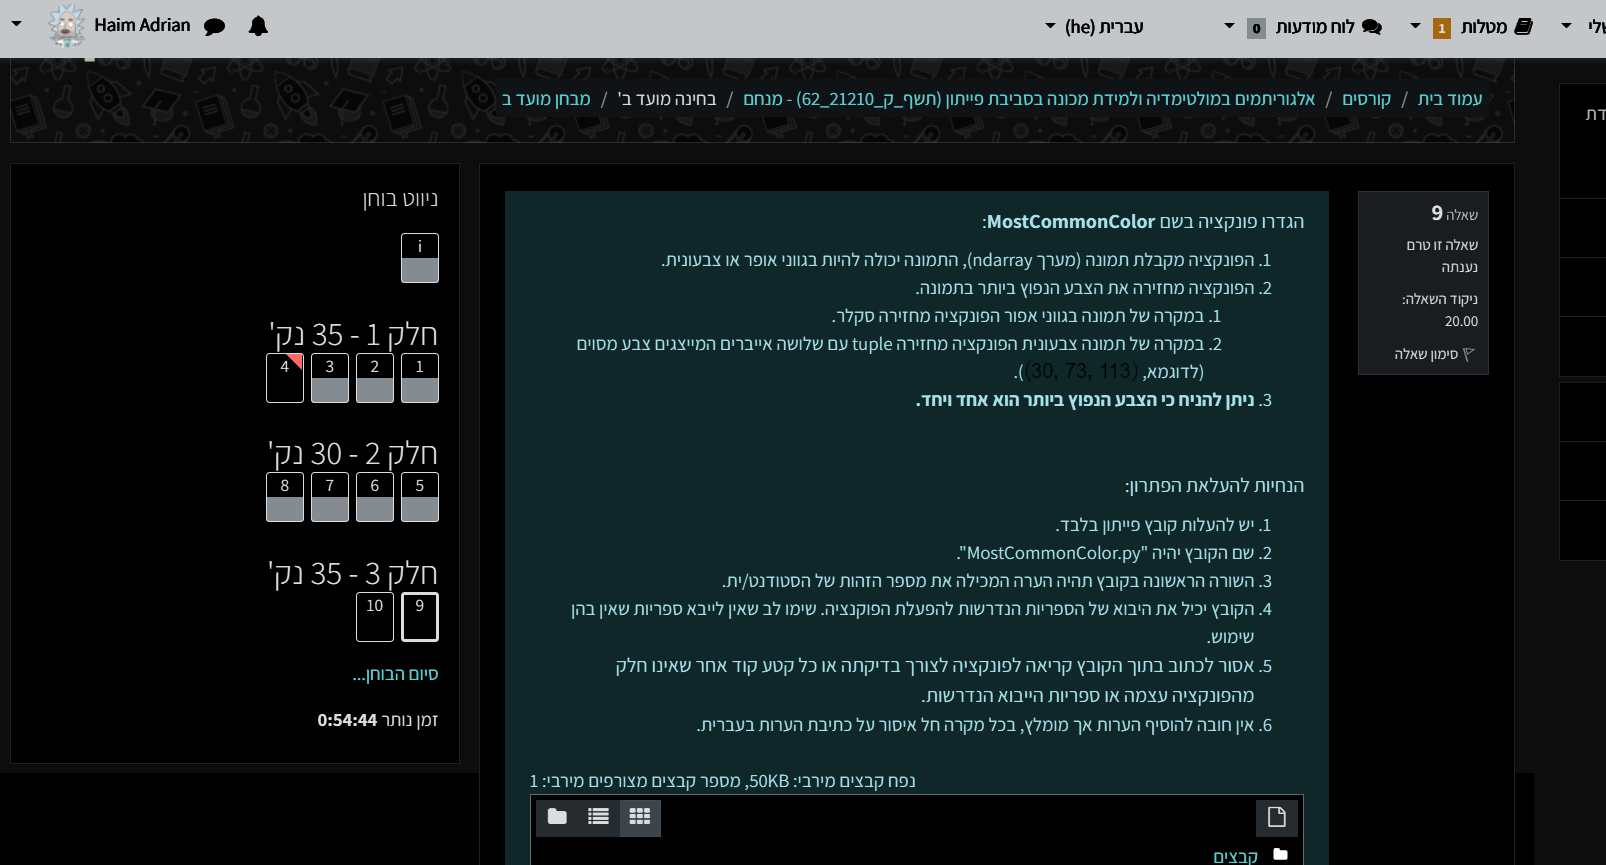 Haim Adrian
עברית (he)
לוח מודעות 0
מטלות 1
עמוד בית / קורסים / אלגוריתמים במולטימדיה ולמידת מכונה בסביבת פייתון (תשף_ק_21210_62) - מנחם / בחינה מועד ב' / מבחן מועד ב
שאלה 9
שאלה זו טרם
נענתה
ניקוד השאלה:
20.00
סימון שאלה
הגדרו פונקציה בשם MostCommonColor:
1. הפונקציה מקבלת תמונה (מערך ndarray), התמונה יכולה להיות בגווני אופר או צבעונית.
2. הפונקציה מחזירה את הצבע הנפוץ ביותר בתמונה.
1. במקרה של תמונה בגווני אפור הפונקציה מחזירה סקלר.
2. במקרה של תמונה צבעונית הפונקציה מחזירה tuple עם שלושה אייברים המייצגים צבע מסוים
(לדוגמא, (30, 73, 113)).
3. ניתן להניח כי הצבע הנפוץ ביותר הוא אחד ויחד.
הנחיות להעלאת הפתרון:
1. יש להעלות קובץ פייתון בלבד.
2. שם הקובץ יהיה "MostCommonColor.py".
3. השורה הראשונה בקובץ תהיה הערה המכילה את מספר הזהות של הסטודנט/ית.
4. הקובץ יכיל את היבוא של הספריות הנדרשות להפעלת הפוקנציה. שימו לב שאין לייבא ספריות שאין בהן
שימוש.
5. אסור לכתוב בתוך הקובץ קריאה לפונקציה לצורך בדיקתה או כל קטע קוד אחר שאינו חלק
מהפונקציה עצמה או ספריות הייבוא הנדרשות.
6. אין חובה להוסיף הערות אך מומלץ, בכל מקרה חל איסור על כתיבת הערות בעברית.
נפח קבצים מירבי: 50KB, מספר קבצים מצורפים מירבי: 1
קבצים
ניווט בוחן
i
חלק 1 - 35 נק'
1 2 3 4
חלק 2 - 30 נק'
5 6 7 8
חלק 3 - 35 נק'
9 10
סיום הבוחן...
זמן נותר 0:54:44